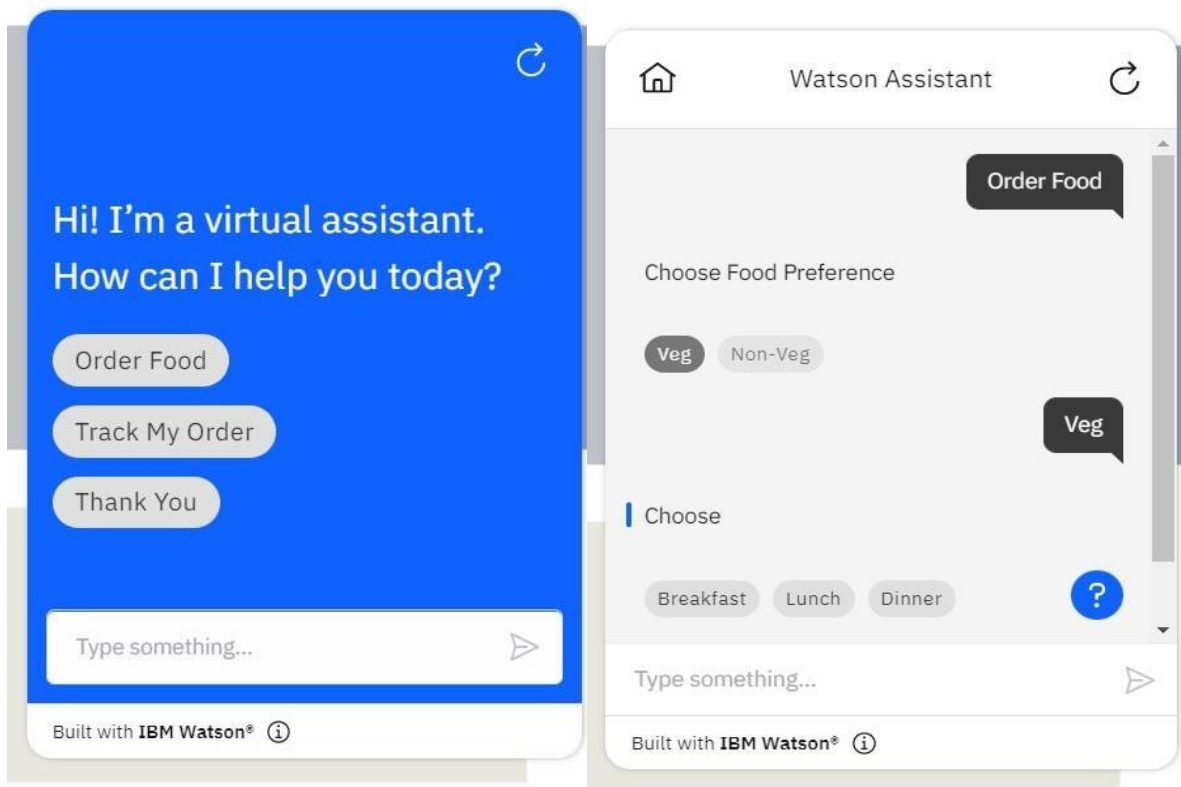 Hi! I’m a virtual assistant.
How can I help you today?
Order Food
Track My Order
Thank You
Type something...
Built with IBM Watson®
Watson Assistant
Order Food
Choose Food Preference
Veg Non-Veg
Veg
Choose
Breakfast Lunch Dinner
?
Type something...
Built with IBM Watson®